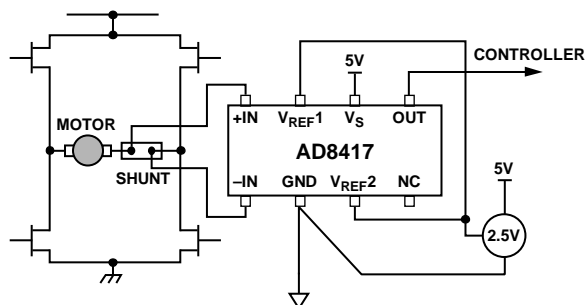 CONTROLLER
5V
+IN VREF1 VS OUT
MOTOR
AD8417
SHUNT
–IN GND VREF2 NC
5V
2.5V